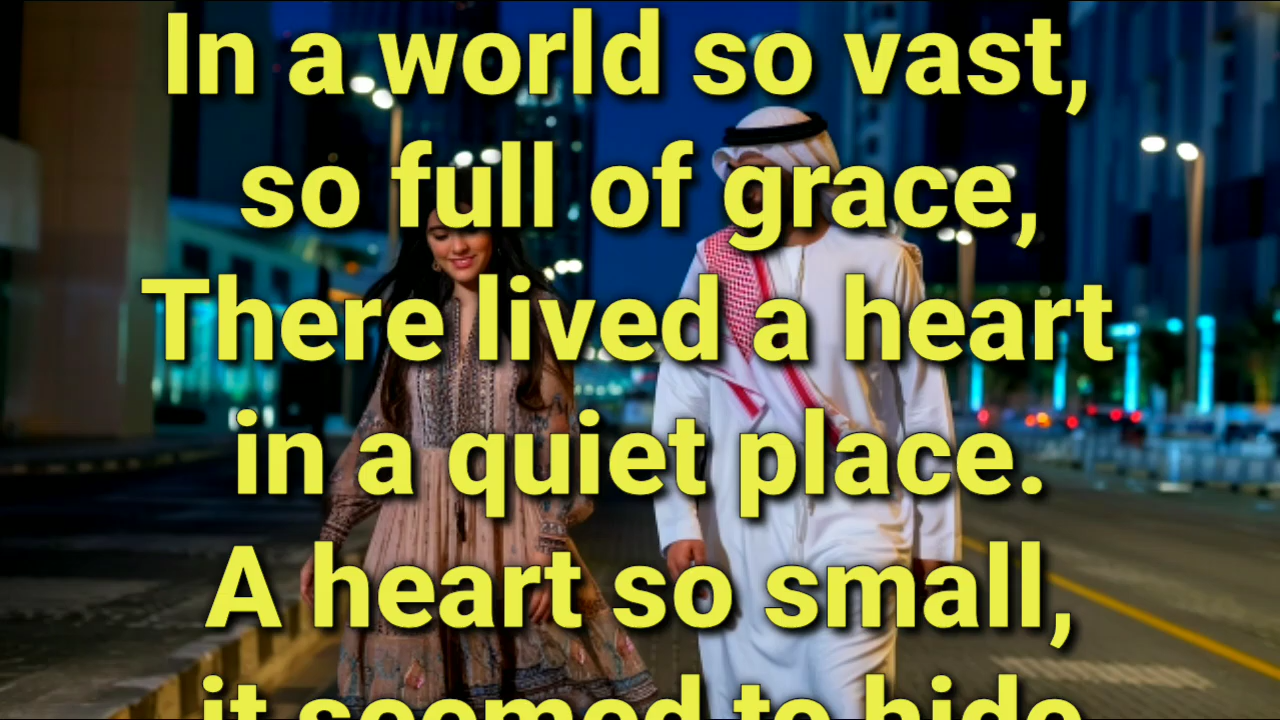 In a world so vast,
so full of grace,
There lived a heart
in a quiet place.
A heart so small,
it seemed to hide